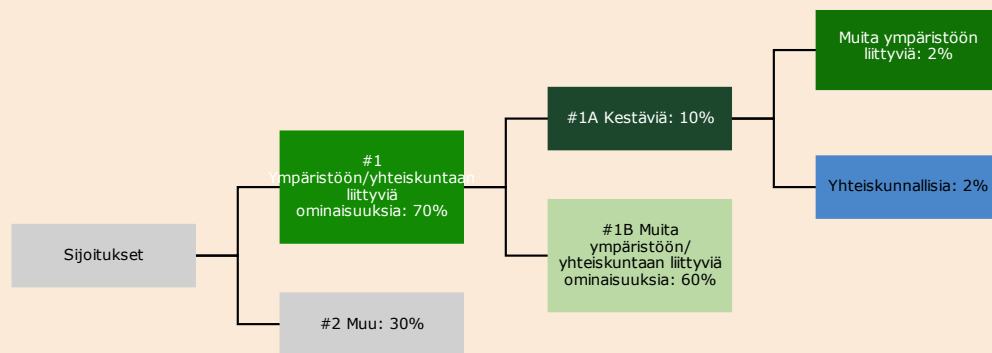 Sijoitukset
#1
Ympäristöön/yhteiskuntaan
liittyviä
ominaisuuksia: 70%
#2 Muu: 30%
#1A Kestäviä: 10%
#1B Muita
ympäristöön/
yhteiskuntaan liittyviä
ominaisuuksia: 60%
Muita ympäristöön
liittyviä: 2%
Yhteiskunnallisia: 2%